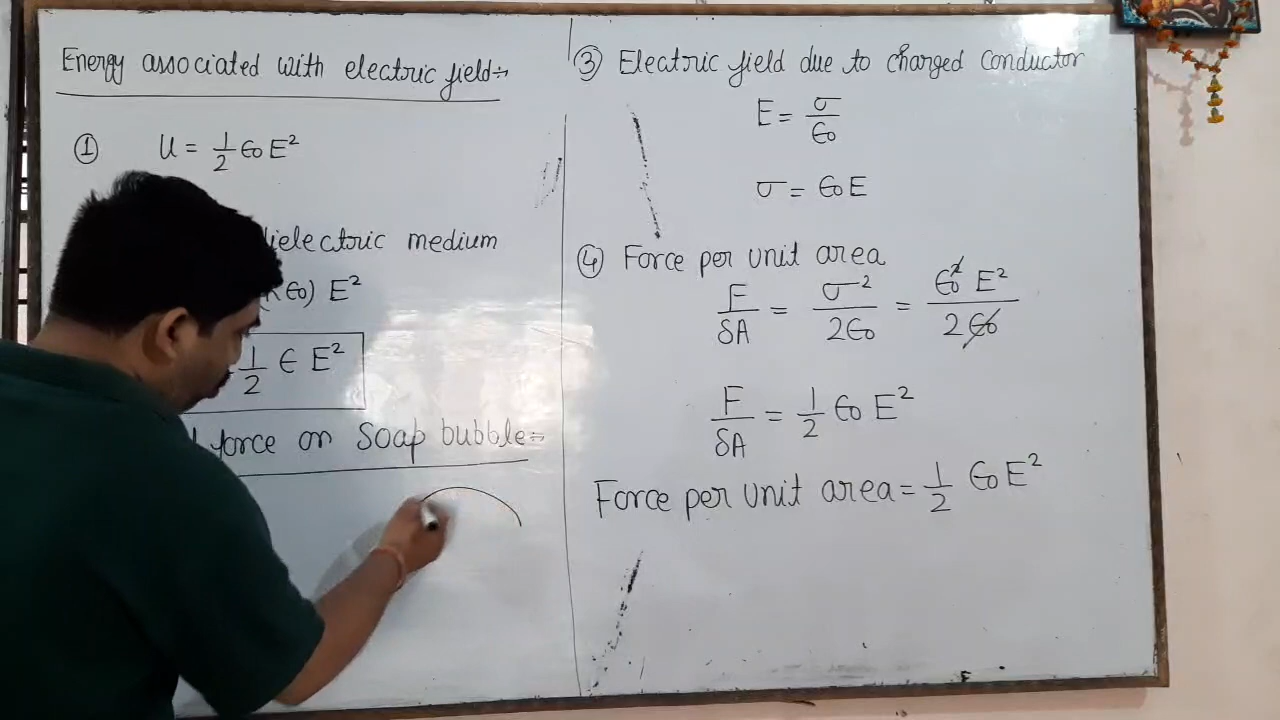 Energy associated with electric field:-
① U = 1/2 ϵ0 E²
dielectric medium
ϵ0) E²
1/2 ϵ E²
force on Soap bubble:-
③ Electric field due to charged conductor
E = σ/ϵ0
σ = ϵ0 E
④ Force per unit area
F/δA = σ²/2ϵ0 = ϵ0² E²/2ϵ0
F/δA = 1/2 ϵ0 E²
Force per unit area = 1/2 ϵ0 E²